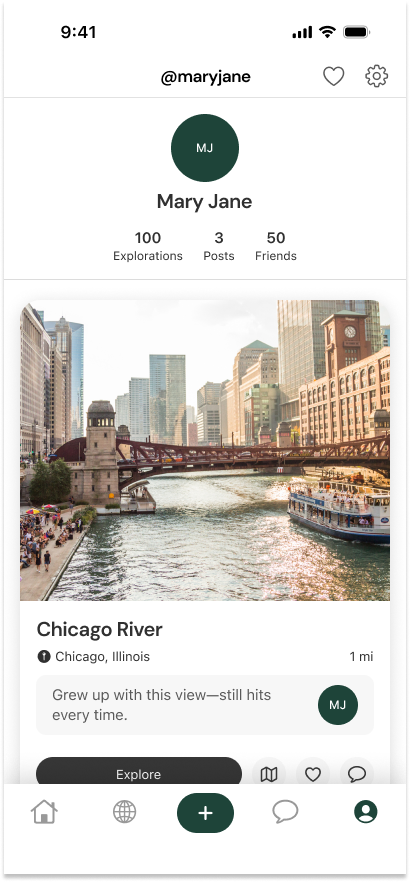 9:41
@maryjane
MJ
Mary Jane
100 3 50
Explorations Posts Friends
Chicago River
Chicago, Illinois 1 mi
Grew up with this view—still hits
every time.
MJ
Explore